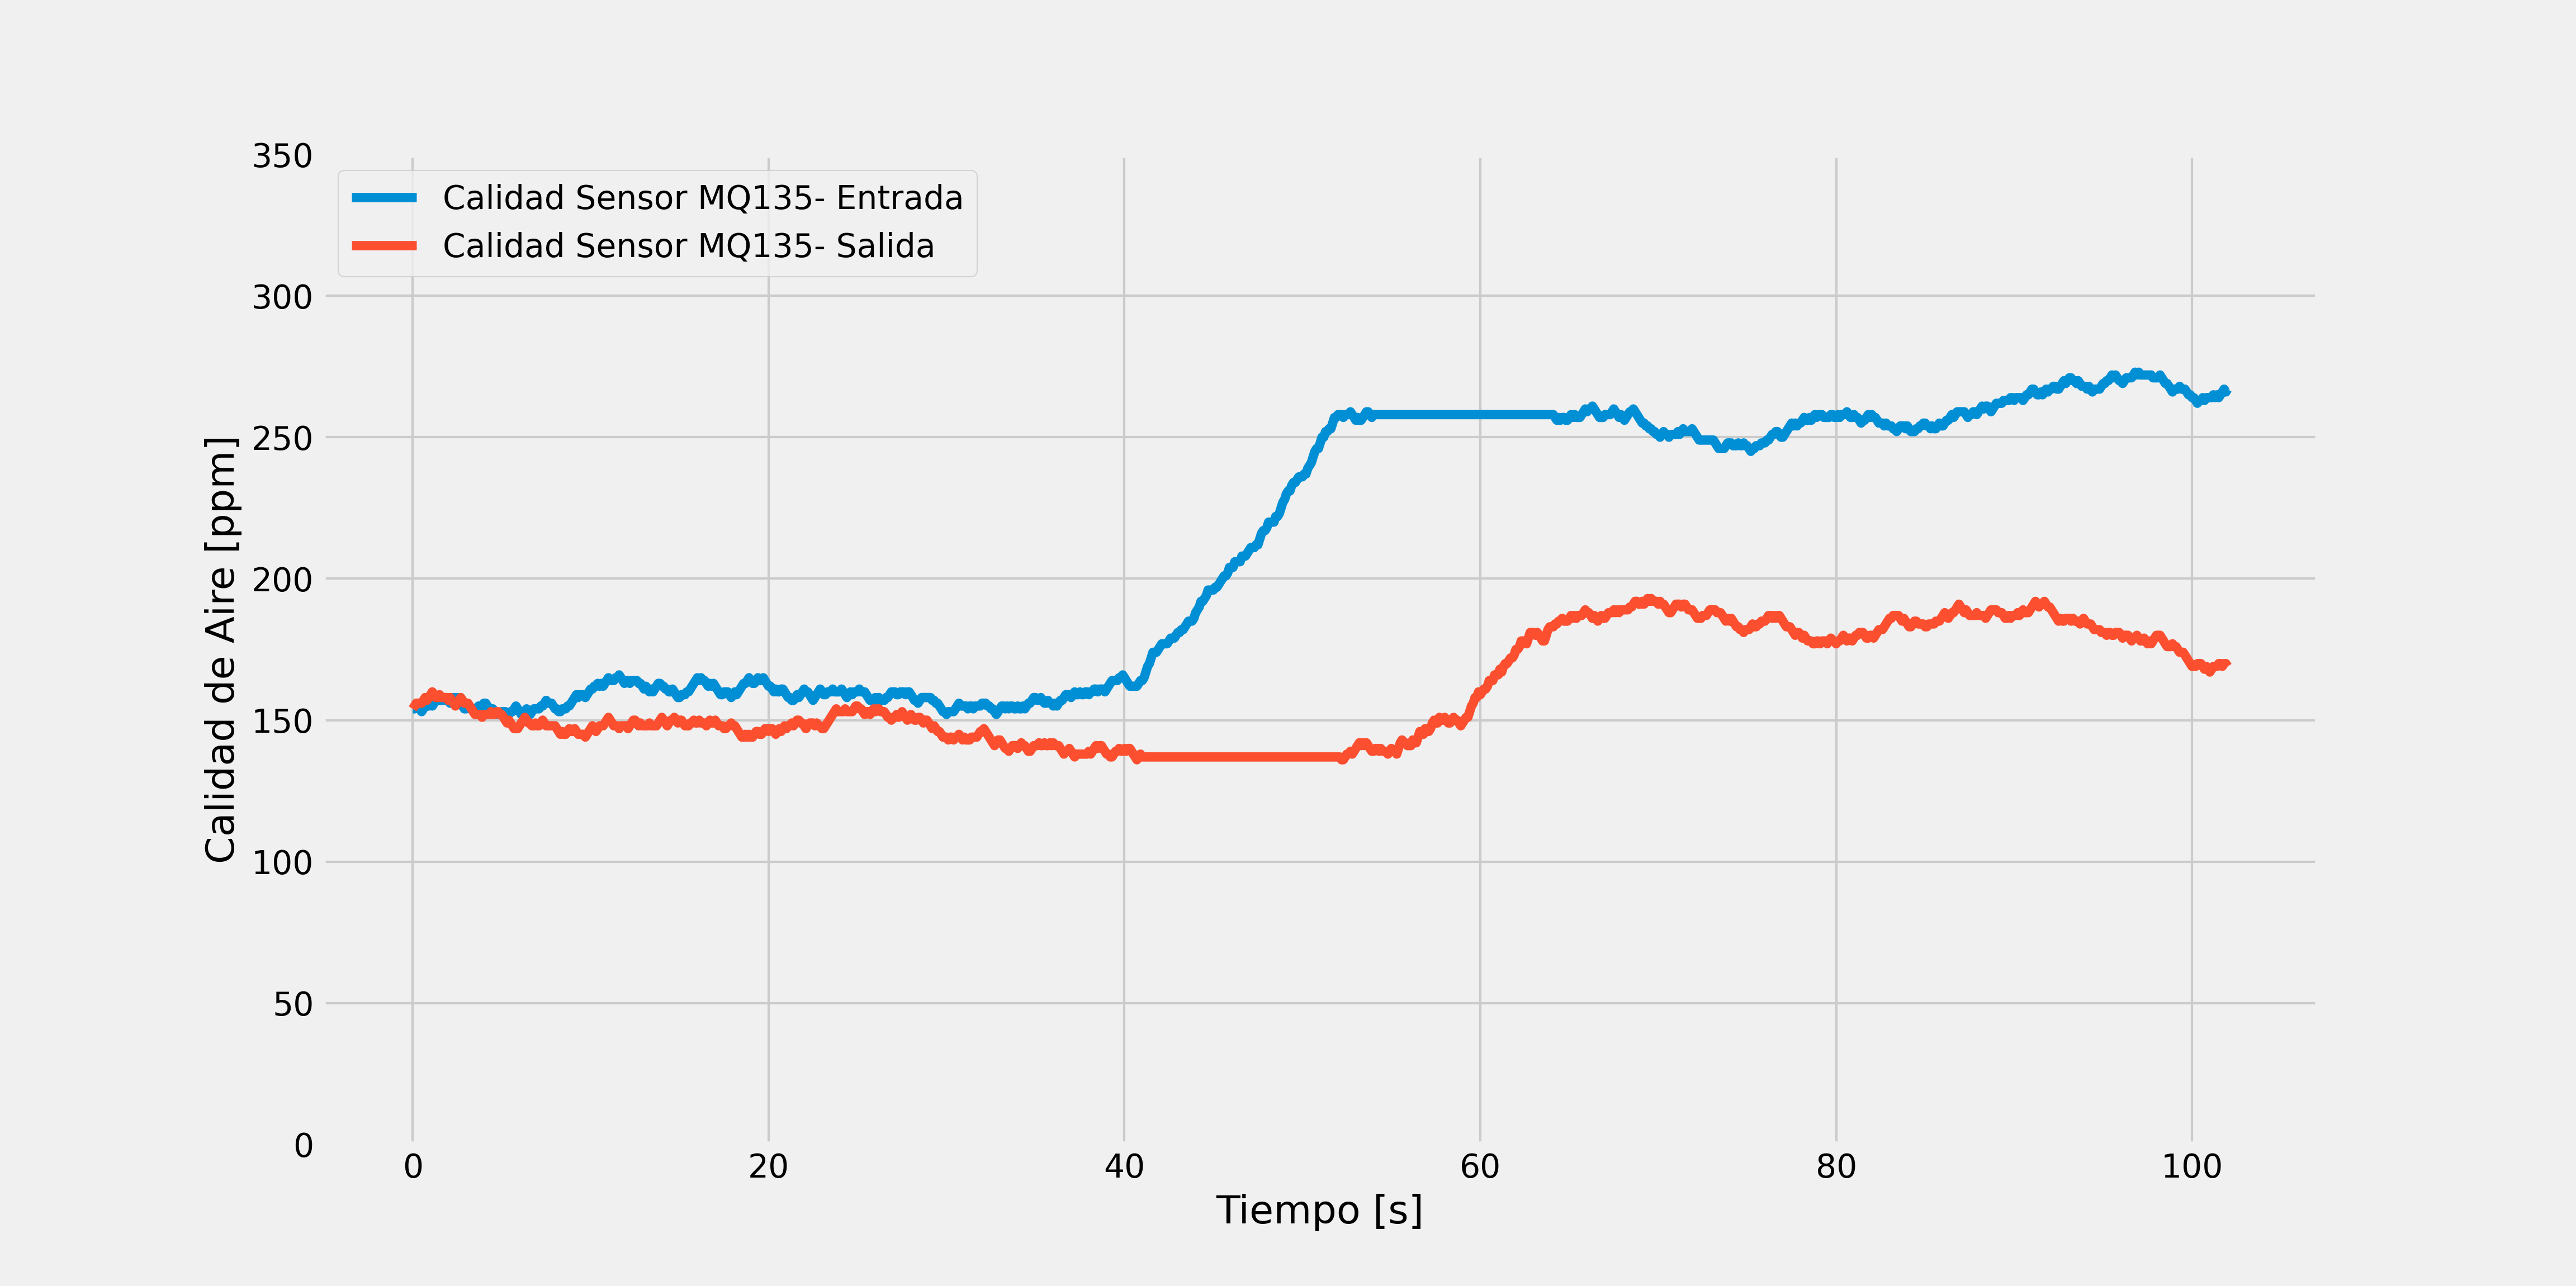 Calidad Sensor MQ135- Entrada
Calidad Sensor MQ135- Salida
Calidad de Aire [ppm]
350
300
250
200
150
100
50
0
0 20 40 60 80 100
Tiempo [s]